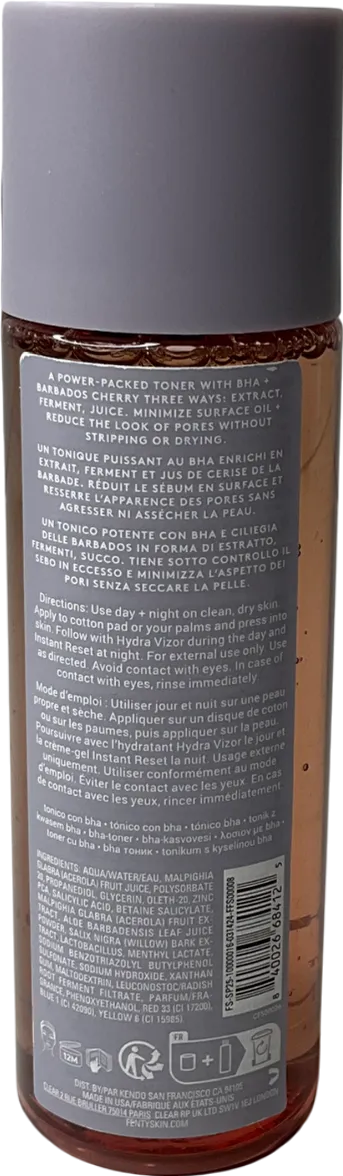 A POWER-PACKED TONER WITH BHA +
BARBADOS CHERRY THREE WAYS: EXTRACT,
FERMENT, JUICE. MINIMIZE SURFACE OIL +
REDUCE THE LOOK OF PORES WITHOUT
STRIPPING OR DRYING.
UN TONIQUE PUISSANT AU BHA ENRICHI EN
EXTRAIT, FERMENT ET JUS DE CERISE DE LA
BARBADE. RÉDUIT LE SÉBUM EN SURFACE ET
RESSERRE L'APPARENCE DES PORES SANS
AGRESSER NI ASSÉCHER LA PEAU.
UN TONICO POTENTE CON BHA E CILIEGIA
DELLE BARBADOS IN FORMA DI ESTRATTO,
FERMENTI, SUCCO. TIENE SOTTO CONTROLLO IL
SEBO IN ECCESSO E MINIMIZZA L'ASPETTO DEI
PORI SENZA SECCARE LA PELLE.
Directions: Use day + night on clean, dry skin.
Apply to cotton pad or your palms and press into
skin. Follow with Hydra Vizor during the day and
Instant Reset at night. For external use only. Use
as directed. Avoid contact with eyes. In case of
contact with eyes, rinse immediately.
Mode d'emploi : Utiliser jour et nuit sur une peau
propre et sèche. Appliquer sur un disque de coton
ou sur les paumes, puis appliquer sur la peau.
Poursuivre avec l'hydratant Hydra Vizor le jour et
la crème-gel Instant Reset la nuit. Usage externe
uniquement. Utiliser conformément au mode
d'emploi. Éviter le contact avec les yeux. En cas
de contact avec les yeux, rincer immédiatement.
tonico con bha • tónico con bha • tónico bha • tonik z
kwasem bha • bha-toner • bha-kasvovesi • λοσιόν με bha •
toner cu bha • bha тоник • tonikum s kyselinou bha
INGREDIENTS: AQUA/WATER/EAU, MALPIGHIA
GLABRA (ACEROLA) FRUIT JUICE, POLYSORBATE
20, PROPANEDIOL, GLYCERIN, OLETH-20, ZINC
PCA, SALICYLIC ACID, BETAINE SALICYLATE,
MALPIGHIA GLABRA (ACEROLA) FRUIT EX-
TRACT, ALOE BARBADENSIS LEAF JUICE
POWDER, SALIX NIGRA (WILLOW) BARK EX-
TRACT, LACTOBACILLUS, MENTHYL LACTATE,
SODIUM BENZOTRIAZOLYL BUTYLPHENOL
SULFONATE, SODIUM HYDROXIDE, XANTHAN
GUM, MALTODEXTRIN, LEUCONOSTOC/RADISH
ROOT FERMENT FILTRATE, PARFUM/FRA-
GRANCE, PHENOXYETHANOL, RED 33 (CI 17200),
BLUE 1 (CI 42090), YELLOW 6 (CI 15985)
FS-SP25-10000016-031424-FFS00008
8 40026 68412 5
12M
FR
DIST. BY/PAR KENDO SAN FRANCISCO CA 94105
MADE IN USA/FABRIQUE AUX ÉTATS-UNIS
CLEAR 2 RUE BRULLER 75014 PARIS CLEAR RP UK LTD SW1V 1EJ LONDON
FENTYSKIN.COM